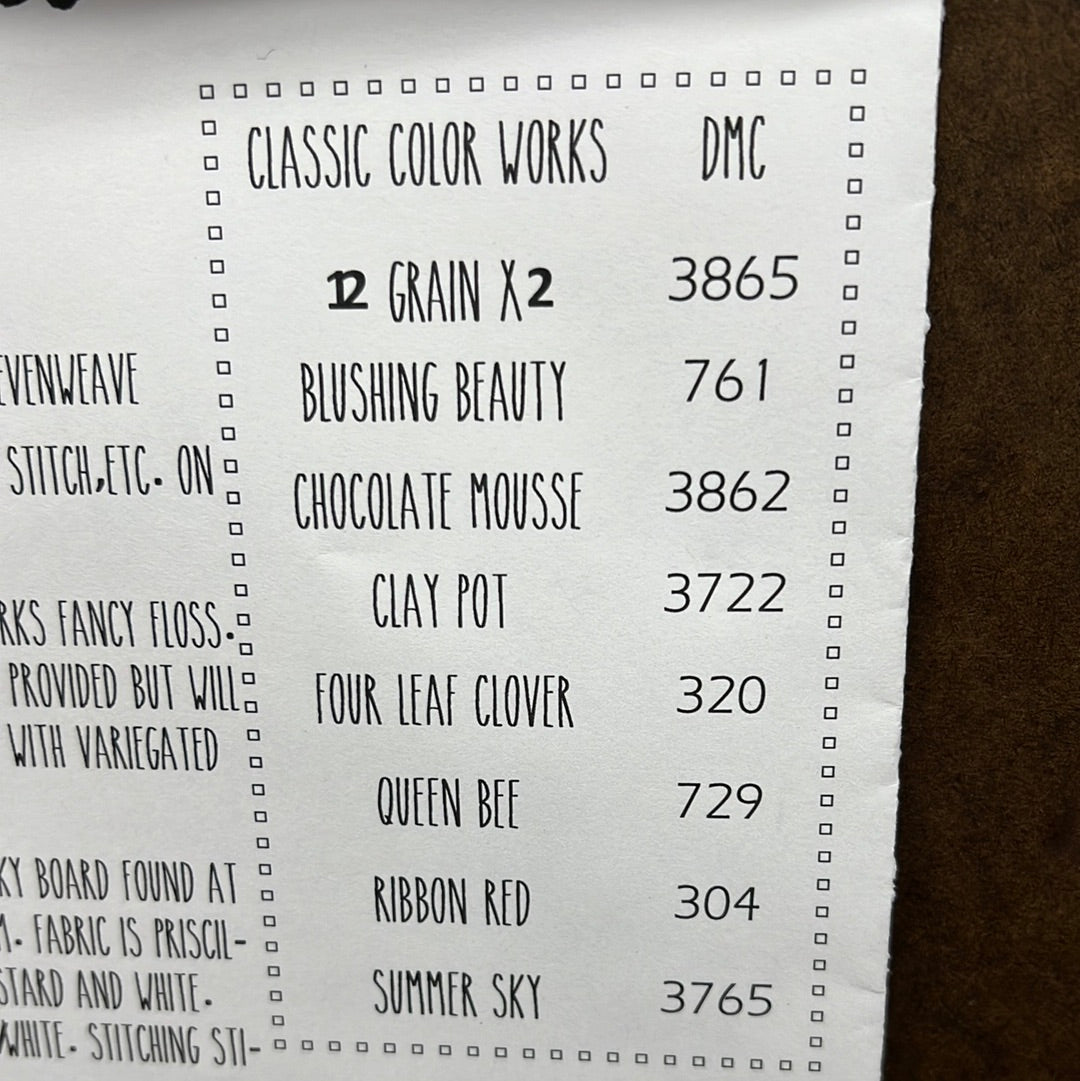 CLASSIC COLOR WORKS DMC
12 GRAIN X2 3865
BLUSHING BEAUTY 761
CHOCOLATE MOUSSE 3862
CLAY POT 3722
FOUR LEAF CLOVER 320
QUEEN BEE 729
RIBBON RED 304
SUMMER SKY 3765
EVENWEAVE
STITCH,ETC. ON
RKS FANCY FLOSS.
PROVIDED BUT WILL
WITH VARIEGATED
KY BOARD FOUND AT
M. FABRIC IS PRISCIL-
STARD AND WHITE.
WHITE. STITCHING STI-